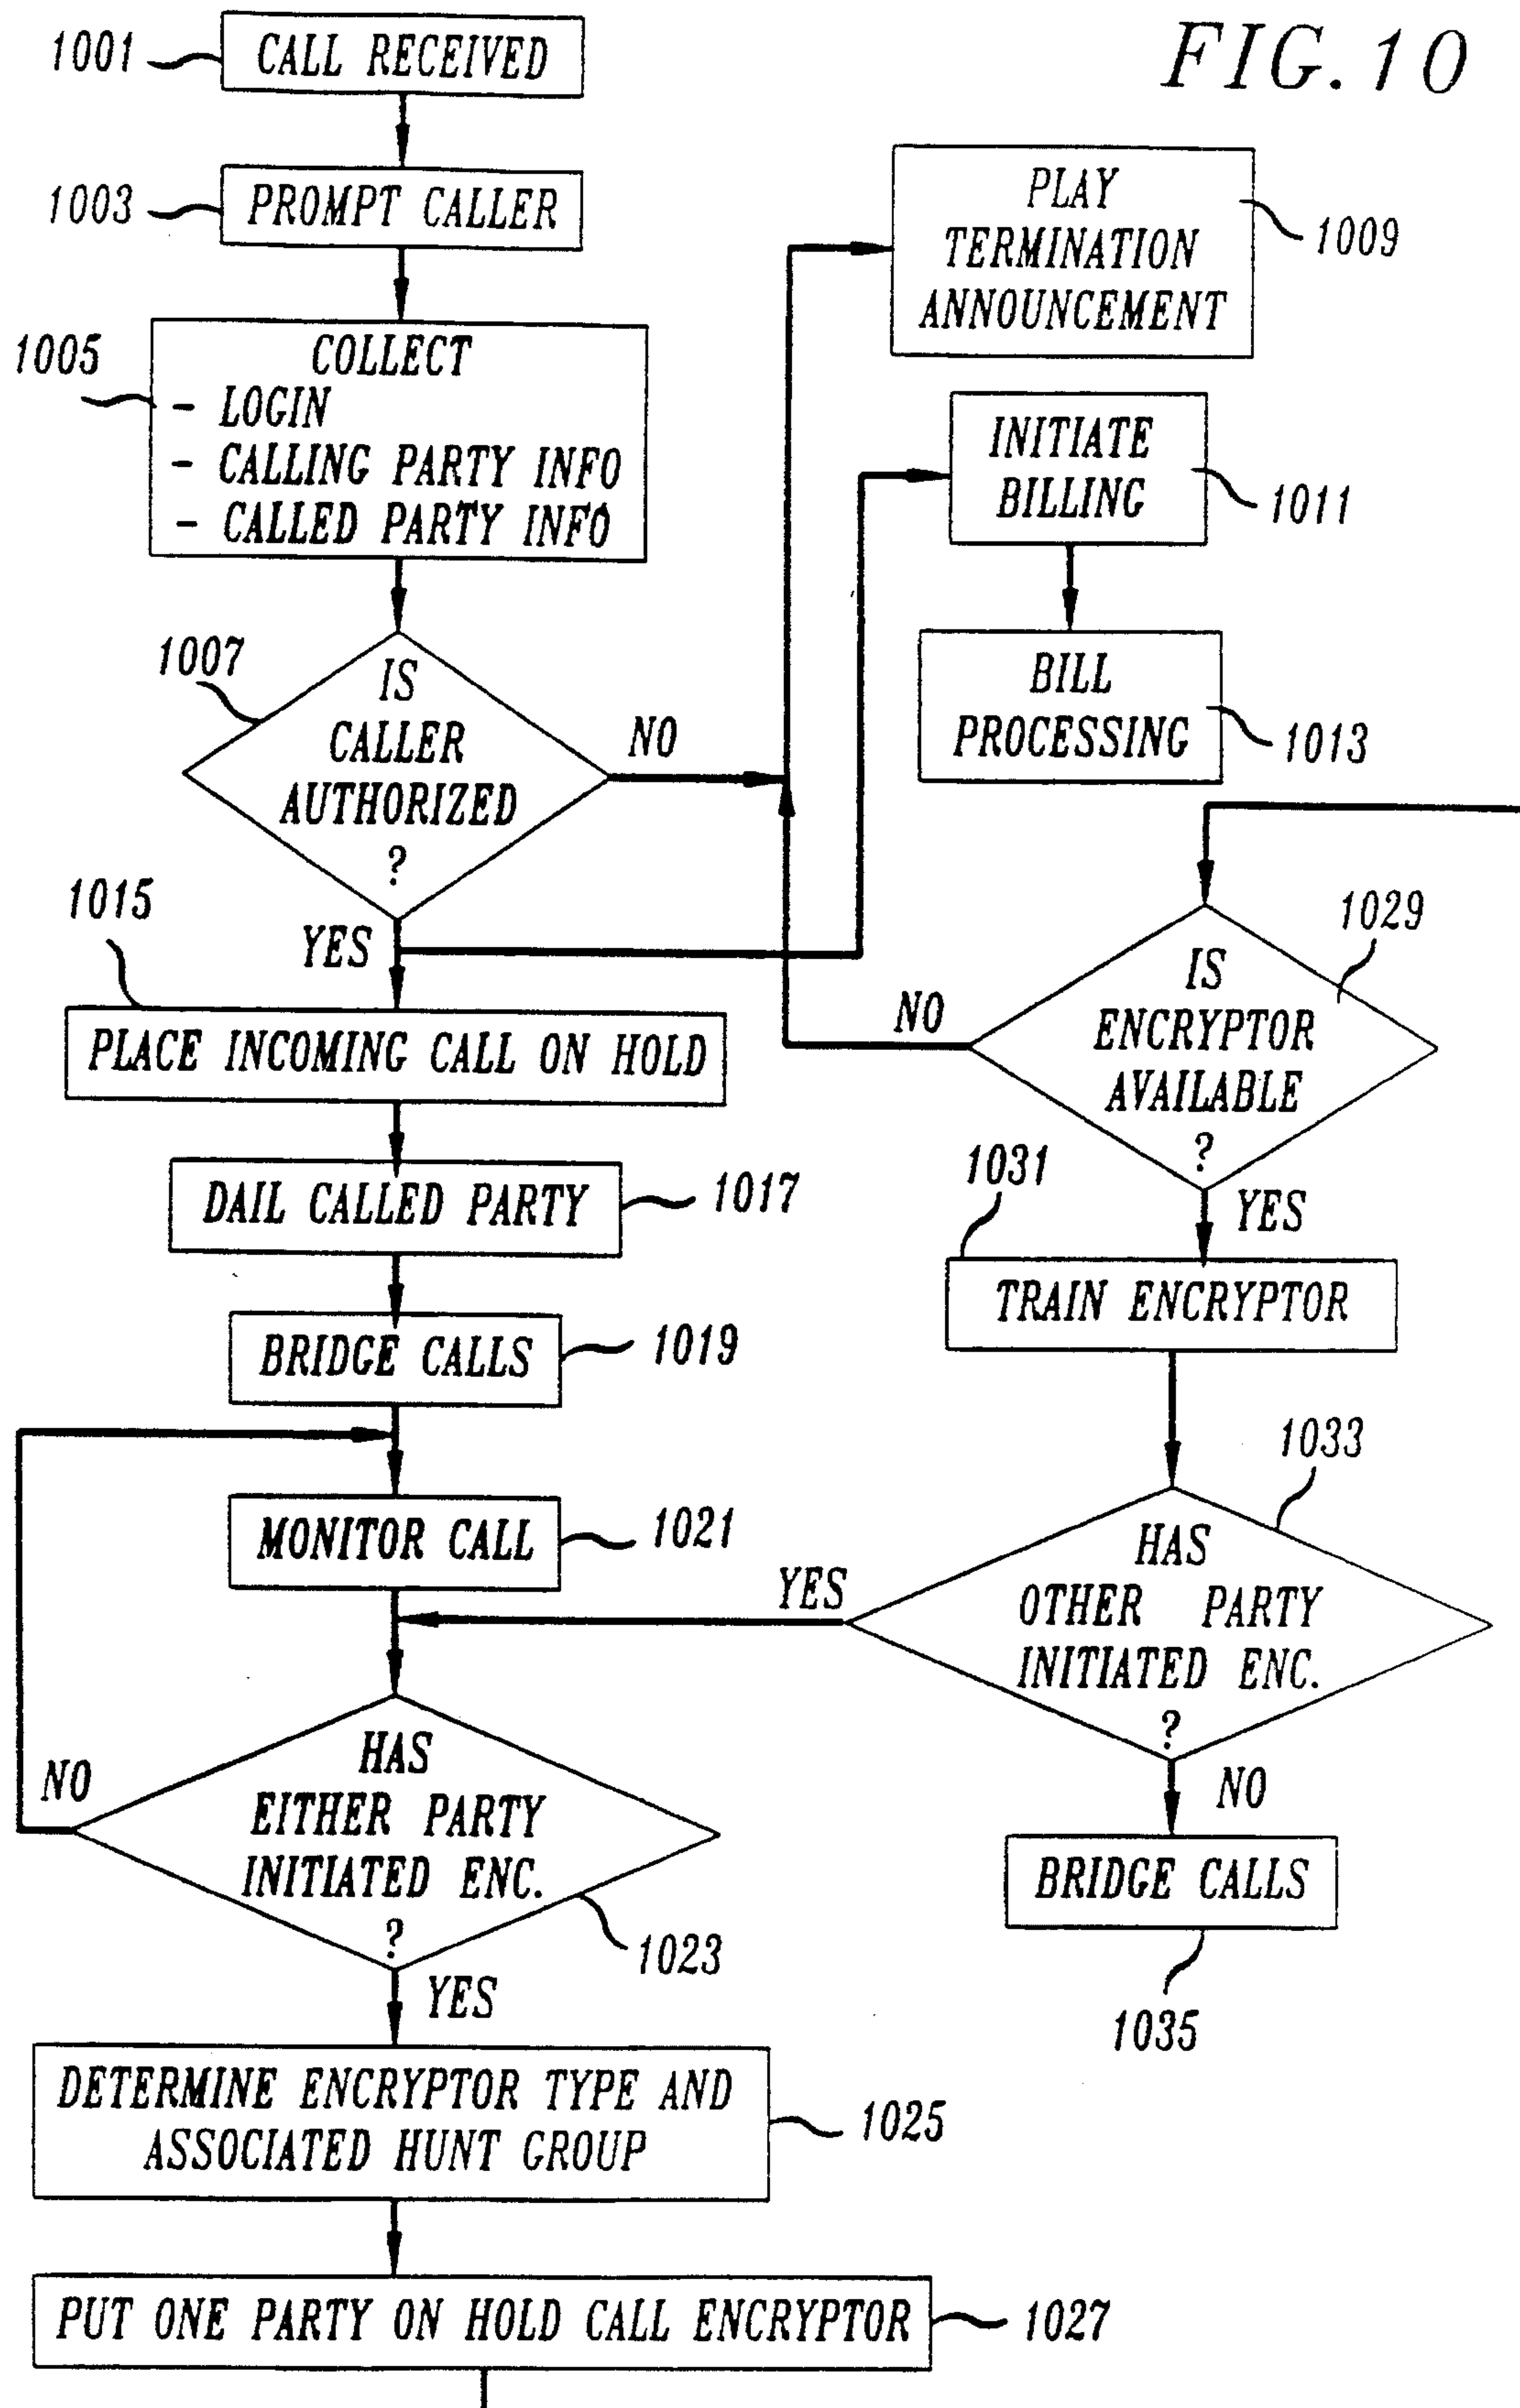 FIG. 10
1001
CALL RECEIVED
1003
PROMPT CALLER
1005
COLLECT
- LOGIN
- CALLING PARTY INFO
- CALLED PARTY INFO
1007
IS
CALLER
AUTHORIZED
?
NO
YES
PLAY
TERMINATION
ANNOUNCEMENT
1009
INITIATE
BILLING
1011
BILL
PROCESSING
1013
1015
PLACE INCOMING CALL ON HOLD
DAIL CALLED PARTY
1017
BRIDGE CALLS
1019
MONITOR CALL
1021
HAS
EITHER PARTY
INITIATED ENC.
?
1023
NO
YES
DETERMINE ENCRYPTOR TYPE AND
ASSOCIATED HUNT GROUP
1025
PUT ONE PARTY ON HOLD CALL ENCRYPTOR
1027
1029
IS
ENCRYPTOR
AVAILABLE
?
NO
YES
1031
TRAIN ENCRYPTOR
1033
HAS
OTHER PARTY
INITIATED ENC.
?
YES
NO
BRIDGE CALLS
1035